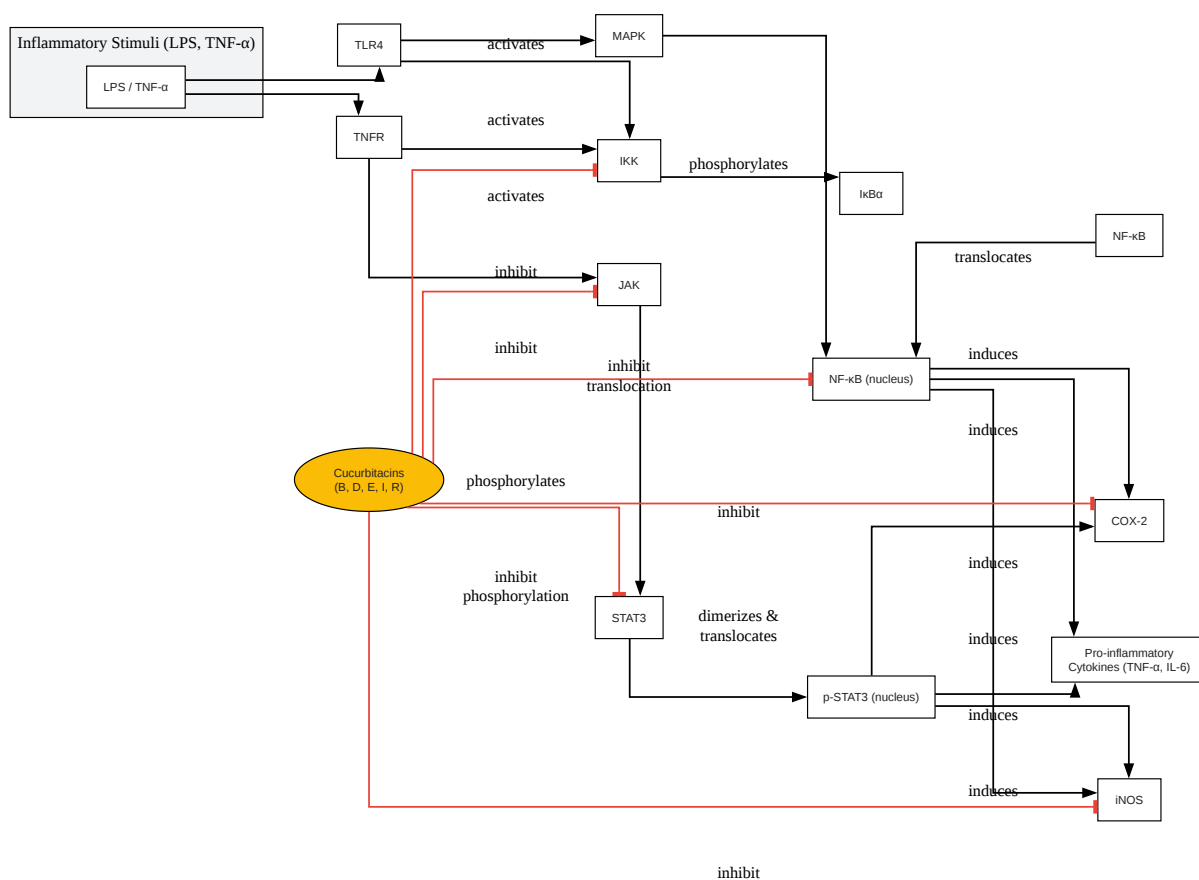 Inflammatory Stimuli (LPS, TNF-α)
LPS / TNF-α
TLR4
TNFR
activates
activates
activates
MAPK
IKK
phosphorylates
IκBα
NF-κB
translocates
inhibit
JAK
inhibit
inhibit
translocation
NF-κB (nucleus)
induces
induces
Cucurbitacins
(B, D, E, I, R)
phosphorylates
inhibit
COX-2
induces
inhibit
phosphorylation
STAT3
dimerizes &
translocates
induces
Pro-inflammatory
Cytokines (TNF-α, IL-6)
p-STAT3 (nucleus)
induces
induces
iNOS
inhibit